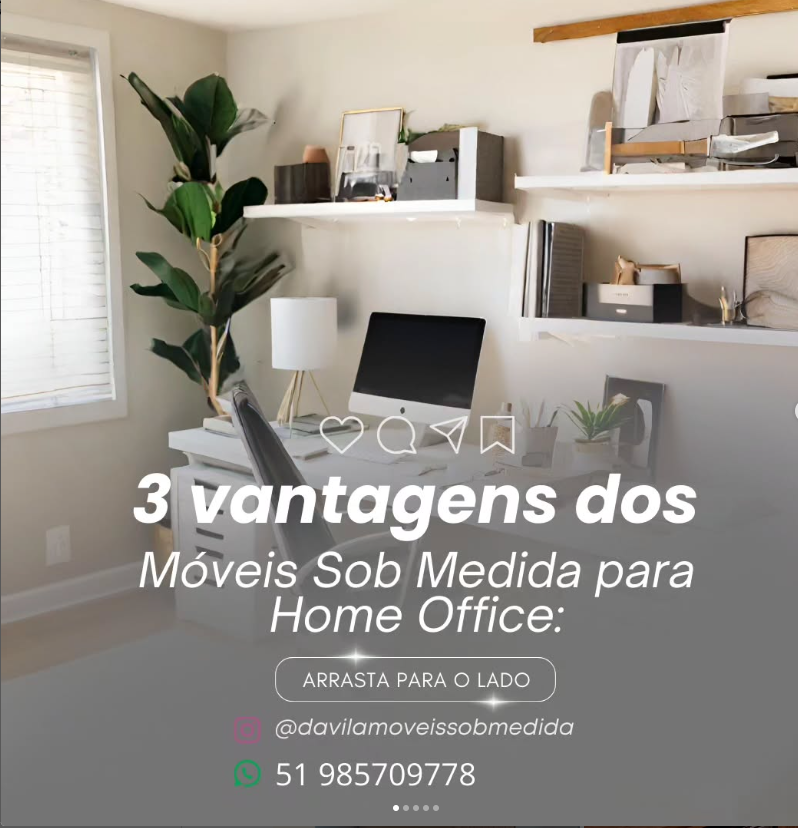 3 vantagens dos
Móveis Sob Medida para
Home Office:
ARRASTA PARA O LADO
@davilamoveissobmedida
51 985709778